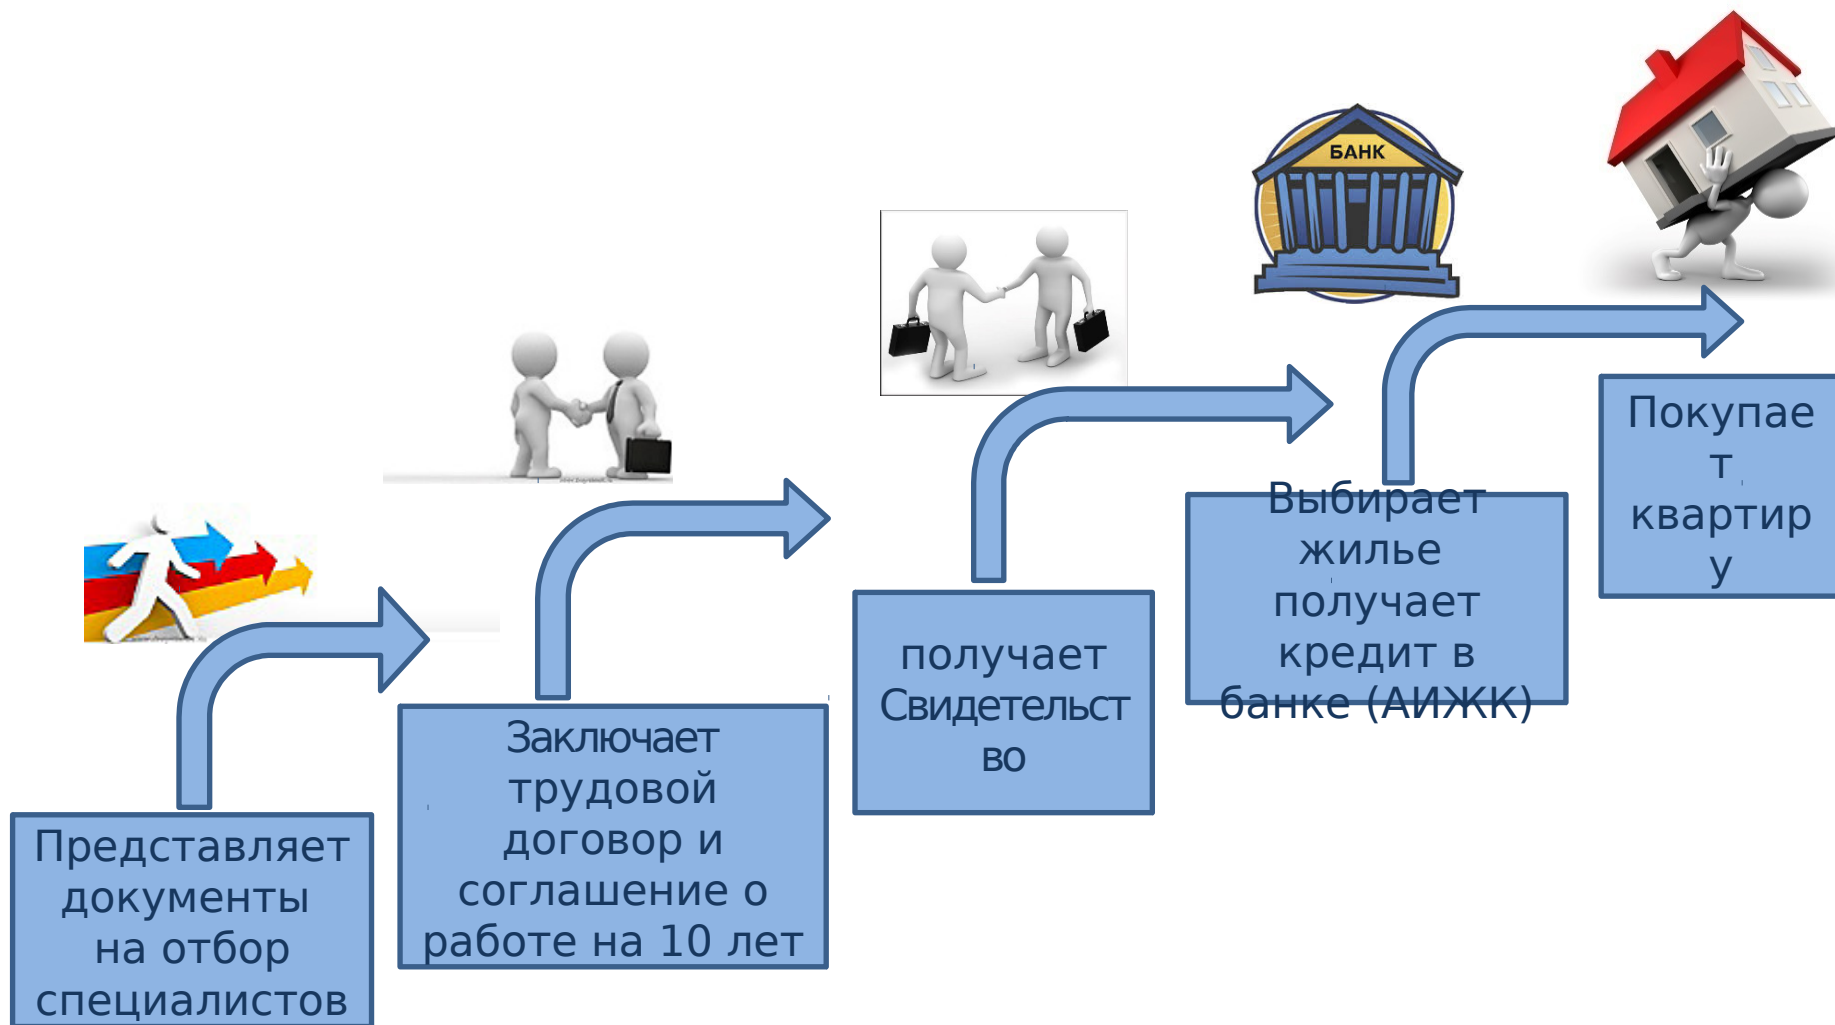 Представляет
документы
на отбор
специалистов
Заключает
трудовой
договор и
соглашение о
работе на 10 лет
получает
Свидетельст
во
БАНК
Выбирает
жилье
получает
кредит в
банке (АИЖК)
Покупае
т
квартир
у